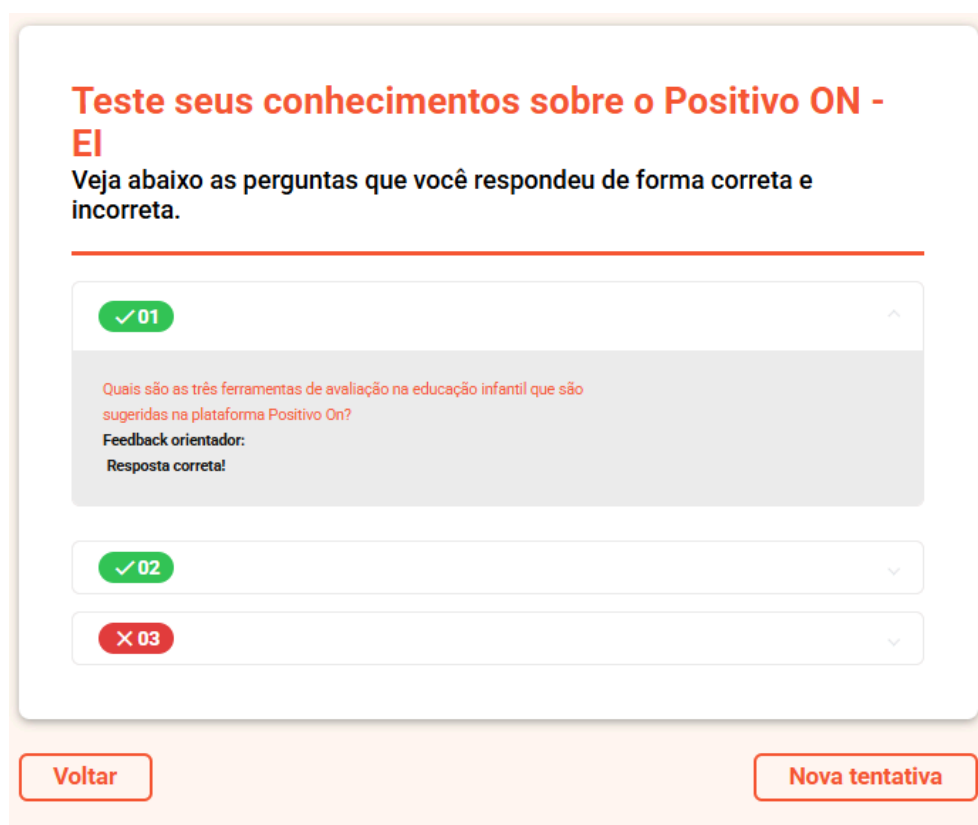 Teste seus conhecimentos sobre o Positivo ON -
EI
Veja abaixo as perguntas que você respondeu de forma correta e
incorreta.
01
Quais são as três ferramentas de avaliação na educação infantil que são
sugeridas na plataforma Positivo On?
Feedback orientador:
Resposta correta!
02
03
Voltar
Nova tentativa